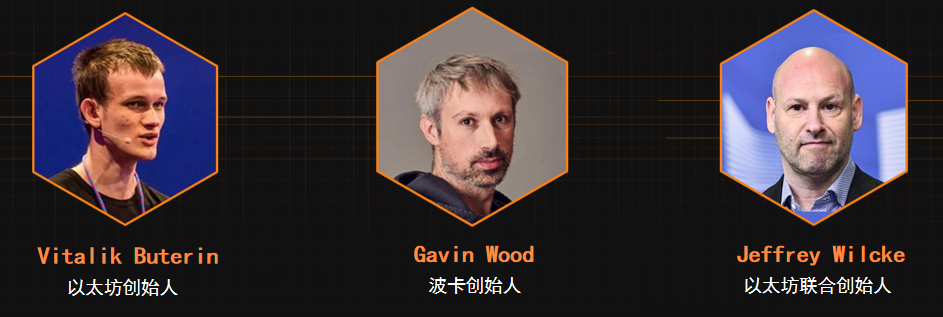 Vitalik Buterin
以太坊创始人
Gavin Wood
波卡创始人
Jeffrey Wilcke
以太坊联合创始人